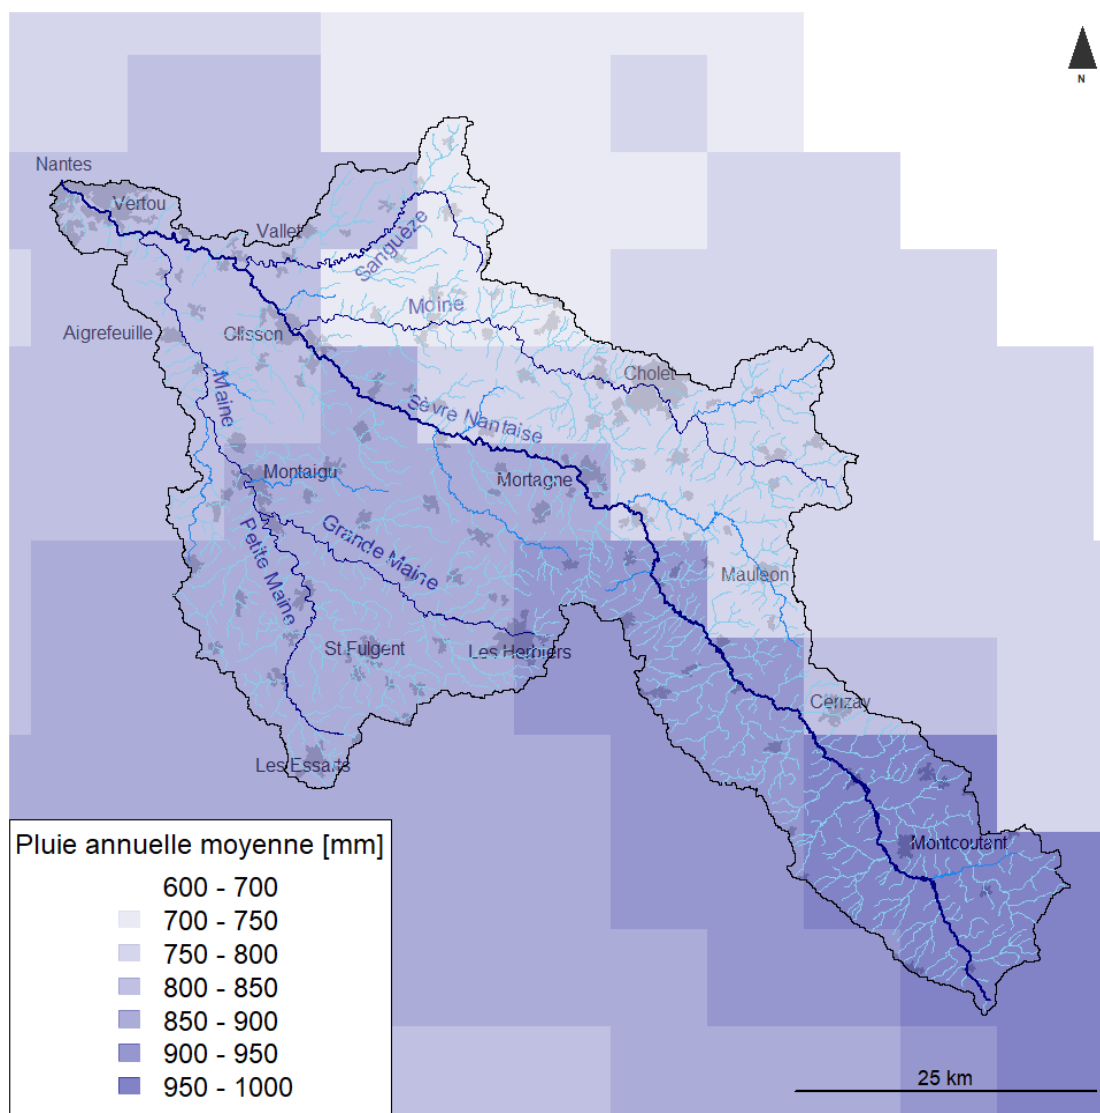 N
Nantes
Vertou
Vallet
Sanguèze
Moine
Aigrefeuille
Clisson
Cholet
Maine
Sèvre Nantaise
Montaigu
Mortagne
Grande Maine
Petite Maine
Mauléon
St Fulgent
Les Herbiers
Cerizay
Les Essarts
Montcoutant
Pluie annuelle moyenne [mm]
600 - 700
700 - 750
750 - 800
800 - 850
850 - 900
900 - 950
950 - 1000
25 km